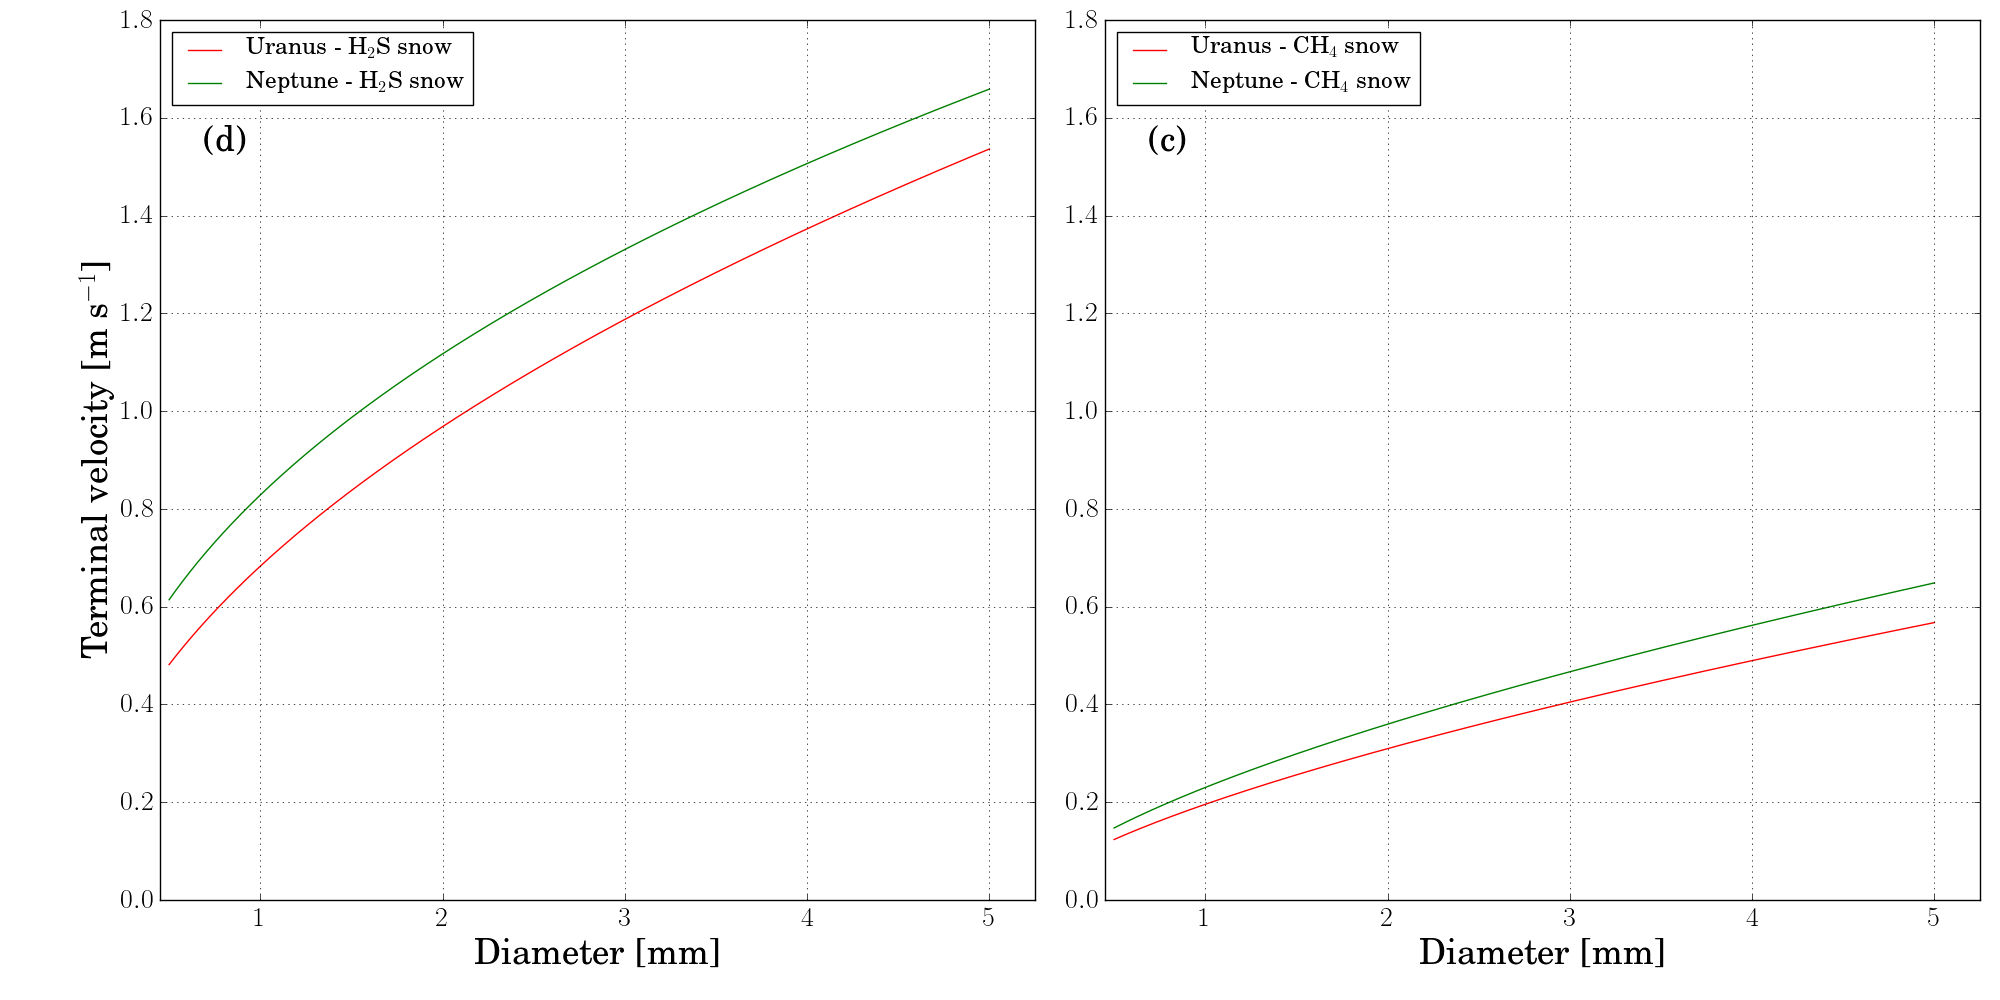 Terminal velocity [m s⁻¹]
1.8
1.6
1.4
1.2
1.0
0.8
0.6
0.4
0.2
0.0
Uranus - H₂S snow
Neptune - H₂S snow
(d)
1 2 3 4 5
Diameter [mm]
1.8
1.6
1.4
1.2
1.0
0.8
0.6
0.4
0.2
0.0
Uranus - CH₄ snow
Neptune - CH₄ snow
(c)
1 2 3 4 5
Diameter [mm]